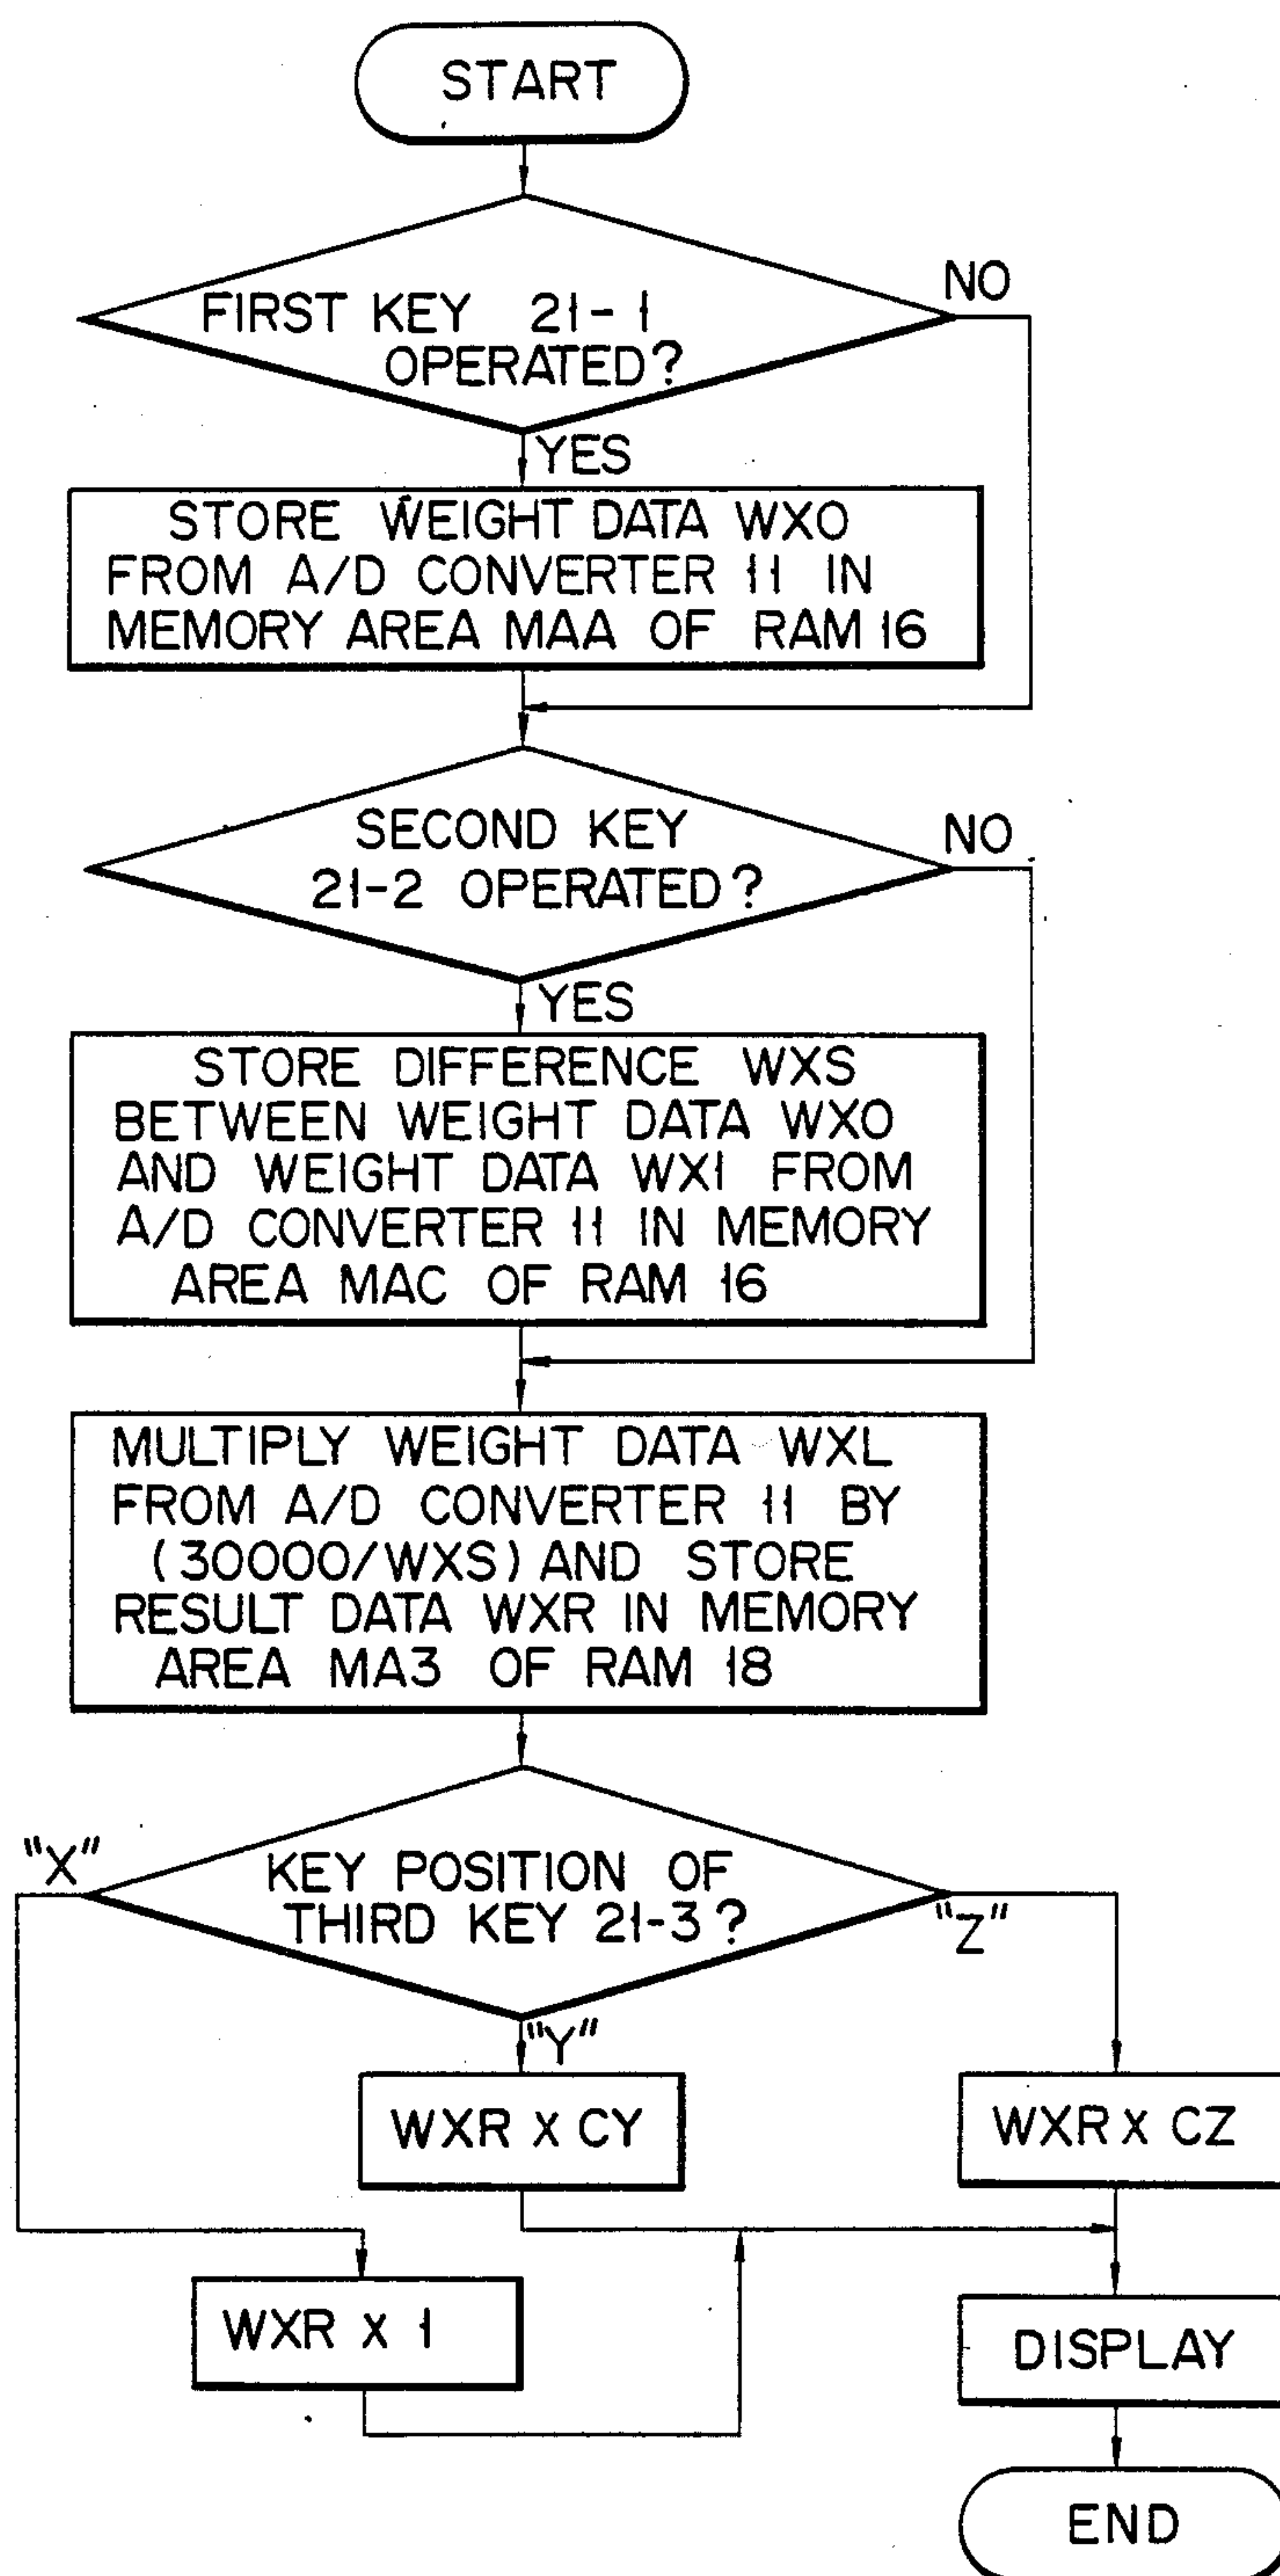 START
NO
FIRST KEY 21-1
OPERATED?
YES
STORE WEIGHT DATA WX0
FROM A/D CONVERTER 11 IN
MEMORY AREA MAA OF RAM 16
SECOND KEY
NO
21-2 OPERATED?
YES
STORE DIFFERENCE WXS
BETWEEN WEIGHT DATA WX0
AND WEIGHT DATA WX1 FROM
A/D CONVERTER 11 IN MEMORY
AREA MAC OF RAM 16
MULTIPLY WEIGHT DATA WXL
FROM A/D CONVERTER 11 BY
(30000/WXS) AND STORE
RESULT DATA WXR IN MEMORY
AREA MA3 OF RAM 18
"X"
KEY POSITION OF
THIRD KEY 21-3?
"Z"
"Y"
WXR X CY
WXR X CZ
WXR X 1
DISPLAY
END